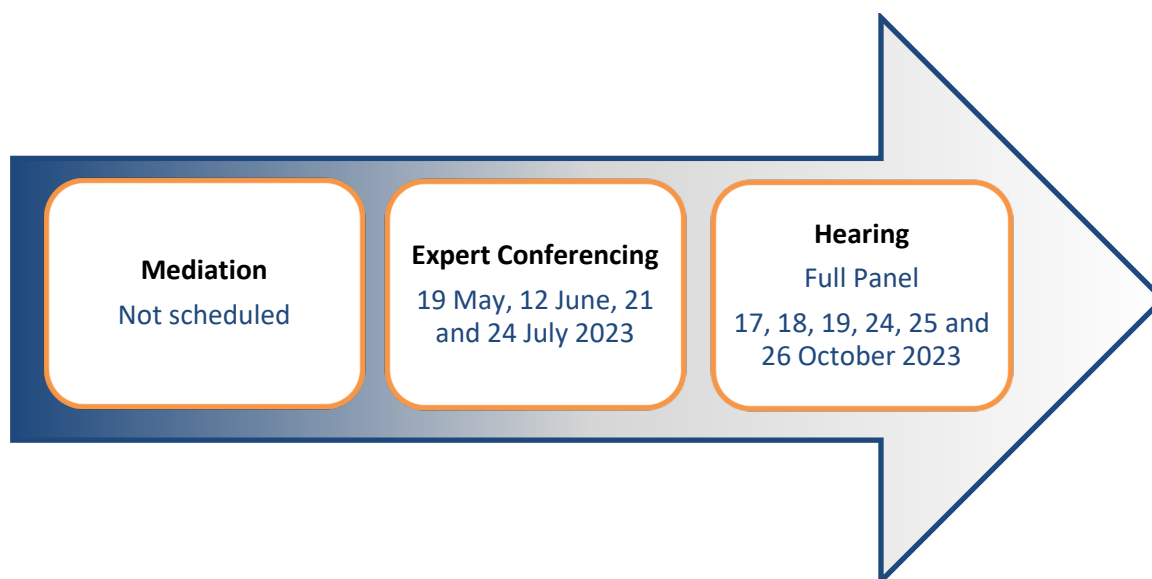 Mediation
Not scheduled
Expert Conferencing
19 May, 12 June, 21
and 24 July 2023
Hearing
Full Panel
17, 18, 19, 24, 25 and
26 October 2023